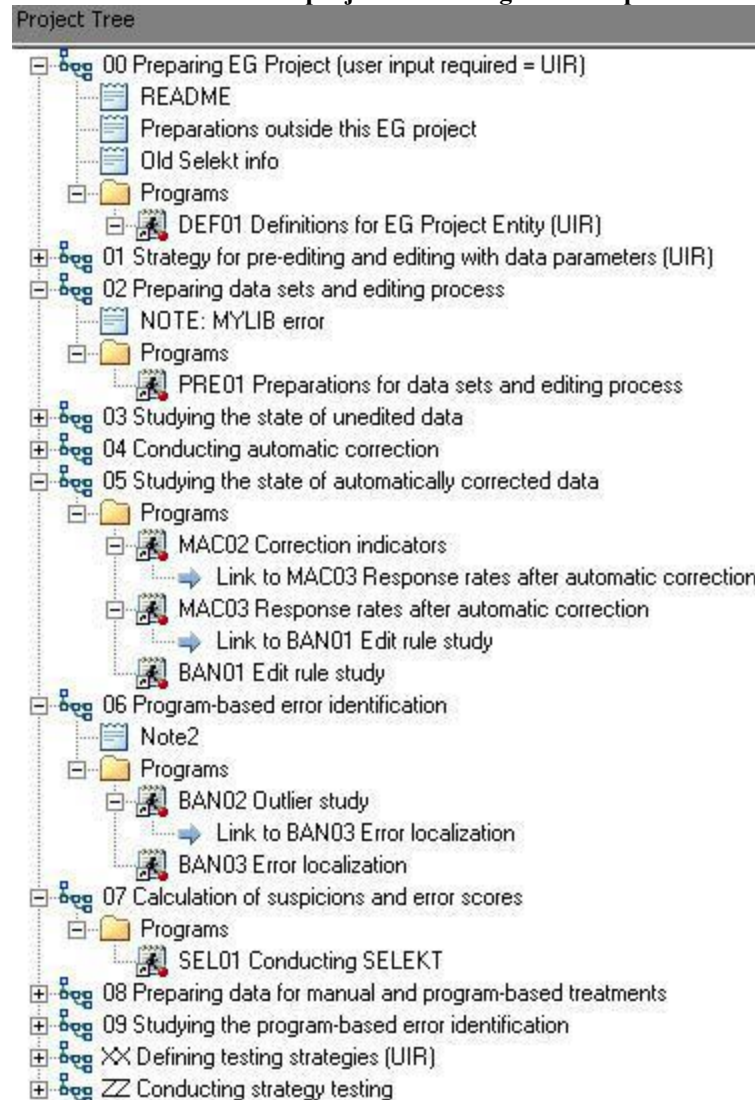 Project Tree
00 Preparing EG Project (user input required = UIR)
README
Preparations outside this EG project
Old Selekt info
Programs
DEF01 Definitions for EG Project Entity (UIR)
01 Strategy for pre-editing and editing with data parameters (UIR)
02 Preparing data sets and editing process
NOTE: MYLIB error
Programs
PRE01 Preparations for data sets and editing process
03 Studying the state of unedited data
04 Conducting automatic correction
05 Studying the state of automatically corrected data
Programs
MAC02 Correction indicators
Link to MAC03 Response rates after automatic correction
MAC03 Response rates after automatic correction
Link to BAN01 Edit rule study
BAN01 Edit rule study
06 Program-based error identification
Note2
Programs
BAN02 Outlier study
Link to BAN03 Error localization
BAN03 Error localization
07 Calculation of suspicions and error scores
Programs
SEL01 Conducting SELEKT
08 Preparing data for manual and program-based treatments
09 Studying the program-based error identification
XX Defining testing strategies (UIR)
ZZ Conducting strategy testing